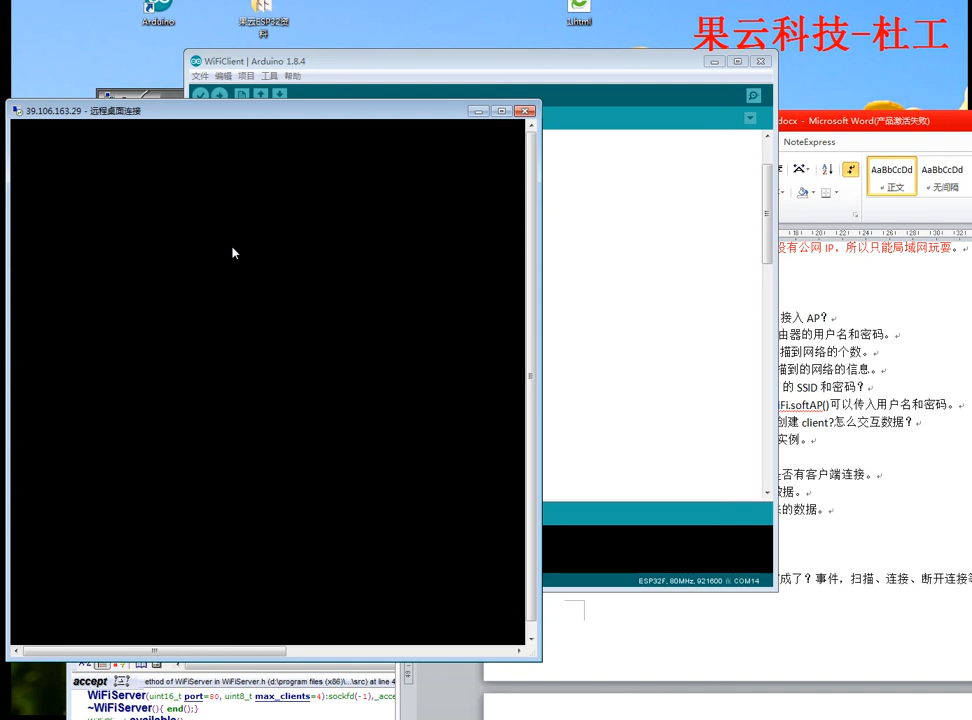 Arduino
果云ESP32资
料
1.html
果云科技-杜工
WiFiClient | Arduino 1.8.4
文件 编辑 项目 工具 帮助
39.106.163.29 - 远程桌面连接
docx - Microsoft Word(产品激活失败)
NoteExpress
AaBbCcDd AaBbCcDd
正文 无间隔
没有公网 IP，所以只能局域网玩耍。
接入 AP？
由器的用户名和密码。
描到网络的个数。
描到的网络的信息。
的 SSID 和密码？
iFi.softAP()可以传入用户名和密码。
创建 client?怎么交互数据？
实例。
是否有客户端连接。
数据。
来的数据。
成了？事件，扫描、连接、断开连接等
ESP32F, 80MHz, 921600 在 COM14
accept ethod of WiFiServer in WiFiServer.h (d:\program files (x86)\...\src) at line 4
WiFiServer(uint16_t port=80, uint8_t max_clients=4):sockfd(-1),_acce
~WiFiServer(){ end();}
WiFiClient available()